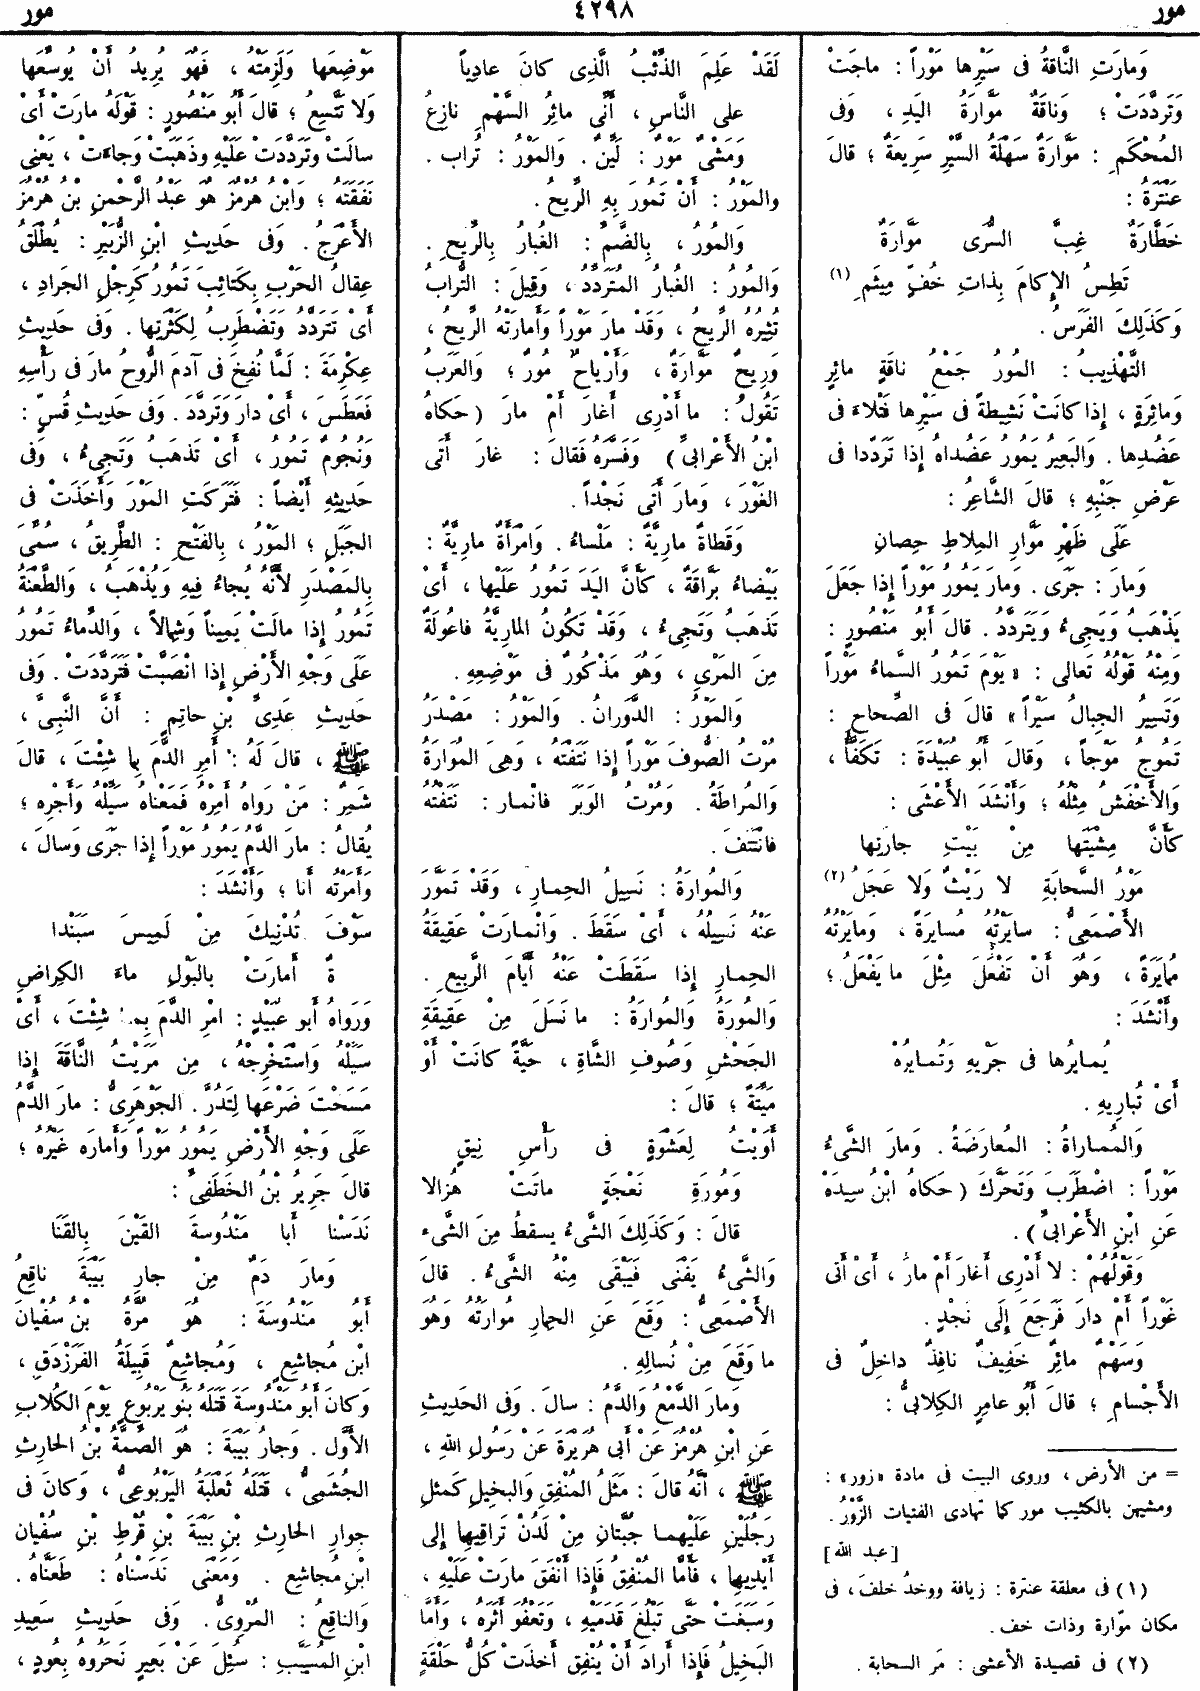 مور
٤٢٩٨
مور
وَمارَتِ النَّاقَةُ فى سَيْرِها مَوْراً : ماجَتْ
وَتَرَدَّدَتْ ؛ وَناقَةٌ مَوَّارَةُ اليَدِ ، وَفى
المُحْكَمِ : مَوَّارَةٌ سَهْلَةُ السَّيْرِ سَرِيعَةٌ ؛ قالَ
عَنْتَرَةُ :
خَطَّارَةٌ غِبَّ السُّرَى مَوَّارَةٌ
تَطِسُ الإِكامَ بِذاتِ خُفٍّ مِيثَمِ (١)
وَكَذلِكَ الفَرَسُ .
التَّهْذِيبُ : المُورُ جَمْعُ ناقَةٍ مائِرٍ
وَمائِرَةٍ ، إِذا كانَتْ نَشِيطَةً فى سَيْرِها فَتْلاءَ فى
عَضُدِها . وَالبَعِيرُ يَمُورُ عَضُداهُ إِذا تَرَدَّدا فى
عَرْضِ جَنْبِهِ ؛ قالَ الشَّاعِرُ :
عَلَى ظَهْرِ مَوَّارِ المِلاطِ حِصانِ
وَمارَ : جَرَى . وَمارَ يَمُورُ مَوْراً إِذا جَعَلَ
يَذْهَبُ وَيَجِىءُ وَيَتَرَدَّدُ . قالَ أَبُو مَنْصُورٍ :
وَمِنْهُ قَوْلُهُ تَعالى : « يَوْمَ تَمُورُ السَّماءُ مَوْراً
وَتَسِيرُ الجِبالُ سَيْراً » قالَ فى الصِّحاحِ :
تَمُوجُ مَوْجاً ، وَقالَ أَبُو عُبَيْدَةَ : تَكَفَّأُ ،
وَالأَخْفَشُ مِثْلُهُ ؛ وَأَنْشَدَ الأَعْشَى :
كَأَنَّ مِشْيَتَها مِنْ بَيْتِ جارَتِها
مَوْرُ السَّحابَةِ لا رَيْثٌ وَلا عَجَلُ (٢)
الأَصْمَعِىُّ : سايَرْتُهُ مُسايَرَةً ، وَمايَرْتُهُ
مُمايَرَةً ، وَهُوَ أَنْ تَفْعَلَ مِثْلَ ما يَفْعَلُ ؛
وَأَنْشَدَ :
يُمايِرُها فى جَرْيِهِ وَتُمايِرُهْ
أَىْ تُبارِيهِ .
وَالمُماراةُ : المُعارَضَةُ . وَمارَ الشَّىءُ
مَوْراً : اضْطَرَبَ وَتَحَرَّكَ ( حَكاهُ ابْنُ سِيدَهْ
عَنِ ابْنِ الأَعْرابِىِّ ) .
وَقَوْلُهُمْ : لا أَدْرِى أَغارَ أَمْ مارَ ، أَىْ أَتَى
غَوْراً أَمْ دارَ فَرَجَعَ إِلَى نَجْدٍ .
وَسَهْمٌ مائِرٌ خَفِيفٌ نافِذٌ داخِلٌ فى
الأَجْسامِ ؛ قالَ أَبُو عامِرٍ الكِلابِىُّ :
= من الأرض ، وروى البيت فى مادة « زور » :
ومشيهن بالكثيب مور كما تهادى الفتيات الزَّوْرُ .
[ عبد الله ]
(١) فى معلقة عنترة : زيافة ووخدُ خلفَ ، فى
مكان موّارة وذات خف .
(٢) فى قصيدة الأعشى : مَر السحابة .
لَقَدْ عَلِمَ الذِّئْبُ الَّذِى كانَ عادِياً
على النَّاسِ ، أَنِّى مائِرُ السَّهْمِ نازِعُ
وَمَشْىٌ مَوْرٌ : لَيِّنٌ . وَالمَوْرُ : تُراب .
والمَوْرُ : أَنْ تَمُورَ بِهِ الرِّيحُ .
وَالمُورُ ، بِالضَّمِّ : الغُبارُ بِالرِّيحِ .
وَالمُورُ : الغُبارُ المُتَرَدِّدُ ، وَقِيلَ : التُّرابُ
تُثِيرُهُ الرِّيحُ ، وَقَدْ مارَ مَوْراً وَأَمارَتْهُ الرِّيحُ ،
وَرِيحٌ مَوَّارَةٌ ، وَأَرْياحٌ مُورٌ ؛ وَالعَرَبُ
تَقُولُ : ما أَدْرِى أَغارَ أَمْ مارَ ( حَكاهُ
ابْنُ الأَعْرابِىِّ ) وَفَسَّرَهُ فَقالَ : غارَ أَتَى
الغَوْرَ ، وَمارَ أَتَى نَجْداً .
وَقَطاةٌ مارِيَّةٌ : مَلْساءُ . وَامْرَأَةٌ مارِيَّةٌ :
بَيْضاءُ بَرَّاقَةٌ ، كَأَنَّ اليَدَ تَمُورُ عَلَيْها ، أَىْ
تَذْهَبُ وَتَجِىءُ ، وَقَدْ تَكُونُ المارِيَّةُ فاعُولَةً
مِنَ المَرْىِ ، وَهُوَ مَذْكُورٌ فى مَوْضِعِهِ .
وَالمَوْرُ : الدَّوَرانُ . وَالمَوْرُ : مَصْدَرُ
مُرْتُ الصُّوفَ مَوْراً إِذا نَتَفْتَهُ ، وَهِىَ المُوارَةُ
وَالمُراطَةُ . وَمُرْتُ الوَبَرَ فانْمار : نَتَفْتُهُ
فانْتَتَفَ .
وَالمُوارَةُ : نَسِيلُ الحِمارِ ، وَقَدْ تَمَوَّرَ
عَنْهُ نَسِيلُهُ ، أَىْ سَقَطَ . وَانْمارَتْ عَقِيقَةُ
الحِمارِ إِذا سَقَطَتْ عَنْهُ أَيَّامَ الرَّبِيعِ .
وَالمُورَةُ وَالمُوارَةُ : ما نَسَلَ مِنْ عَقِيقَةِ
الجَحْشِ وَصُوفِ الشَّاةِ ، حَيَّةً كانَتْ أَوْ
مَيِّتَةً ؛ قالَ :
أَوَيْتُ لِعَشْوَةٍ فى رَأْسِ نِيقٍ
وَمُورَةِ نَعْجَةٍ ماتَتْ هُزالا
قالَ : وَكَذلِكَ الشَّىءُ يسقطُ مِنَ الشَّىء
وَالشَّىءُ يَفْنَى فَيَبْقَى مِنْهُ الشَّىءُ . قالَ
الأَصْمَعِىُّ : وَقَعَ عَنِ الحِمارِ مُوارَتُهُ وَهُوَ
ما وَقَعَ مِنْ نُسالِهِ .
وَمارَ الدَّمْعُ وَالدَّمُ : سالَ . وَفى الحَدِيثِ
عَنِ ابْنِ هُرْمُزَ عَنْ أَبى هُرَيْرَةَ عَنْ رَسُولِ اللهِ ،
ﷺ ، أَنَّهُ قالَ : مَثَلُ المُنْفِقِ وَالبخِيلِ كَمثلِ
رَجُلَيْنِ عَلَيْهِما جُبَّتانِ مِنْ لَدُنْ تَراقِيهِا إِلى
أَيْدِيهِا ، فَأَمَّا المُنْفِقُ فَإِذا أَنْفَقَ مارَتْ عَلَيْهِ ،
وَسَبَغَتْ حَتَّى تَبْلُغَ قَدَمَيْهِ ، وَتَعْفُوَ أَثَرَهُ ، وَأَمَّا
البَخِيلُ فَإِذا أَرادَ أَنْ يُنْفِق أَخذَت كُلُّ حَلْقَةٍ
مَوْضِعَها وَلَزِمَتْهُ ، فَهُوَ يُرِيدُ أَنْ يُوسِّعَها
وَلا تَتَّسِعُ ؛ قالَ أَبُو مَنْصُورٍ : قَوْلُهُ مارَتْ أَىْ
سالَتْ وَتَرَدَّدَت عَلَيْهِ وَذَهَبَتْ وَجاءَتْ ، يَعْنِى
نَفَقَتَهُ ؛ وَابْنُ هُرْمُزَ هُوَ عَبْدُ الرَّحْمنِ بْنُ هُرْمُزَ
الأَعْرَجُ . وَفى حَدِيثِ ابْنِ الزُّبَيْرِ : يُطْلَقُ
عِقالُ الحَرْبِ بِكَتائِبَ تَمُورُ كَرِجْلِ الجَرادِ ،
أَىْ تَتَرَدَّدُ وَتَضْطَرِبُ لِكَثْرَتِها . وَفى حَدِيثِ
عِكْرِمَةَ : لَمَّا نُفِخَ فى آدَمَ الرُّوحُ مارَ فى رَأْسِهِ
فَعَطَسَ ، أَىْ دارَ وَتَرَدَّدَ . وَفى حَدِيثِ قُسٍّ :
وَنُجُومٌ تَمُورُ ، أَىْ تَذهَبُ وَتَجِىءُ ، وَفى
حَدِيثِهِ أَيْضاً : فَتَرَكَتِ المَوْرَ وَأَخَذَتْ فى
الجَبَلِ ؛ المَوْرُ ، بِالفَتْحِ : الطَّرِيقُ ، سُمِّىَ
بِالمَصْدَرِ لأَنَّهُ يُجاءُ فِيهِ وَيُذْهَبُ ، وَالطَّعْنَةُ
تَمُورُ إِذا مالَتْ يَمِيناً وَشِمالاً ، وَالدِّماءُ تَمُورُ
عَلَى وَجْهِ الأَرْضِ إِذا انْصَبَّتْ فَتَرَدَّدَتْ . وَفى
حَدِيثِ عَدِىِّ بْنِ حاتِمٍ : أَنَّ النَّبِىَّ ،
ﷺ ، قالَ لَهُ : أَمِرِ الدَّمَ بِما شِئْتَ ، قالَ
شَمِرٌ : مَنْ رَواهُ أَمِرْهُ فَمَعْناهُ سَيِّلْهُ وَأَجْرِهِ ؛
يُقالُ : مارَ الدَّمُ يَمُورُ مَوْراً إِذا جَرَى وَسالَ ،
وَأَمَرْتُهُ أَنا ؛ وَأَنْشَدَ :
سَوْفَ تُدْنِيكَ مِنْ لَمِيسَ سَبَنْدا
ةٌ أَمارَتْ بالبَوْلِ ماءَ الكِراضِ
وَرَواهُ أَبو عُبَيْدٍ : امْرِ الدَّمَ بِما شِئْتَ ، أَىْ
سَيِّلْهُ وَاسْتَخْرِجْهُ ، مِن مَرَيْتُ النَّاقَةَ إِذا
مَسَحْتَ ضَرْعَها لِتَدُرَّ . الجَوْهَرِىُّ : مارَ الدَّمُ
عَلَى وَجْهِ الأَرْضِ يَمُورُ مَوْراً وَأَمارَه غَيْرُهُ ؛
قالَ جَرِيرُ بْنُ الخَطَفِىِّ :
نَدَسْنا أَبا مَنْدُوسةَ القَيْنَ بِالقَنَا
وَمارَ دَمٌ مِنْ جارِ بَيْبَةَ ناقِعُ
أَبُو مَنْدُوسَةَ : هُوَ مُرَّةُ بْنُ سُفْيانَ
ابْنِ مُجاشِعٍ ، وَمُجاشِعٌ قَبِيلَةُ الفَرَزْدَقِ ،
وَكانَ أَبُو مَنْدُوسَةَ قَتَلَهُ بَنُو يَرْبُوعٍ يَوْمَ الكُلابِ
الأَوَّلِ . وَجارُ بَيْبَةَ : هُوَ الصِّمَّةُ بْنُ الحارِثِ
الجُشَمِىُّ ، قَتَلَهُ ثَعْلَبَةُ اليَرْبُوعِىُّ ، وَكانَ فى
جِوارِ الحارِثِ بْنِ بَيْبَةَ بْنِ قُرْطِ بْنِ سُفْيان
ابْنِ مُجاشِعٍ . وَمَعْنَى نَدَسْناهُ : طَعَنَّاهُ .
وَالناقِعُ : المُرْوِىُّ . وَفى حَدِيثِ سَعِيدِ
ابْنِ المُسَيَّبِ : سُئِلَ عَنْ بَعِيرٍ نَحَرُوهُ بِعُودٍ ،